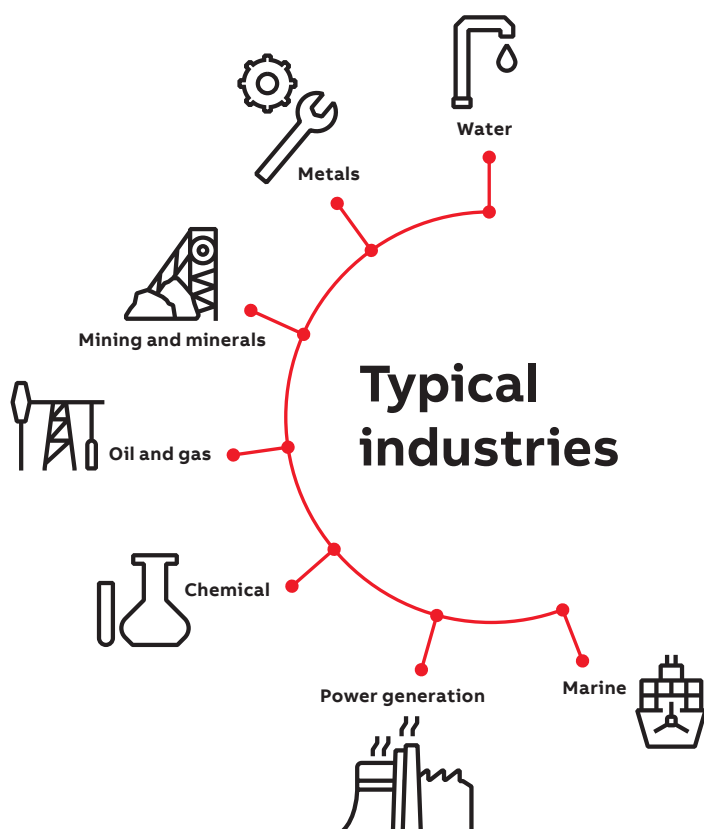 Water
Metals
Mining and minerals
Typical
industries
Oil and gas
Chemical
Power generation
Marine